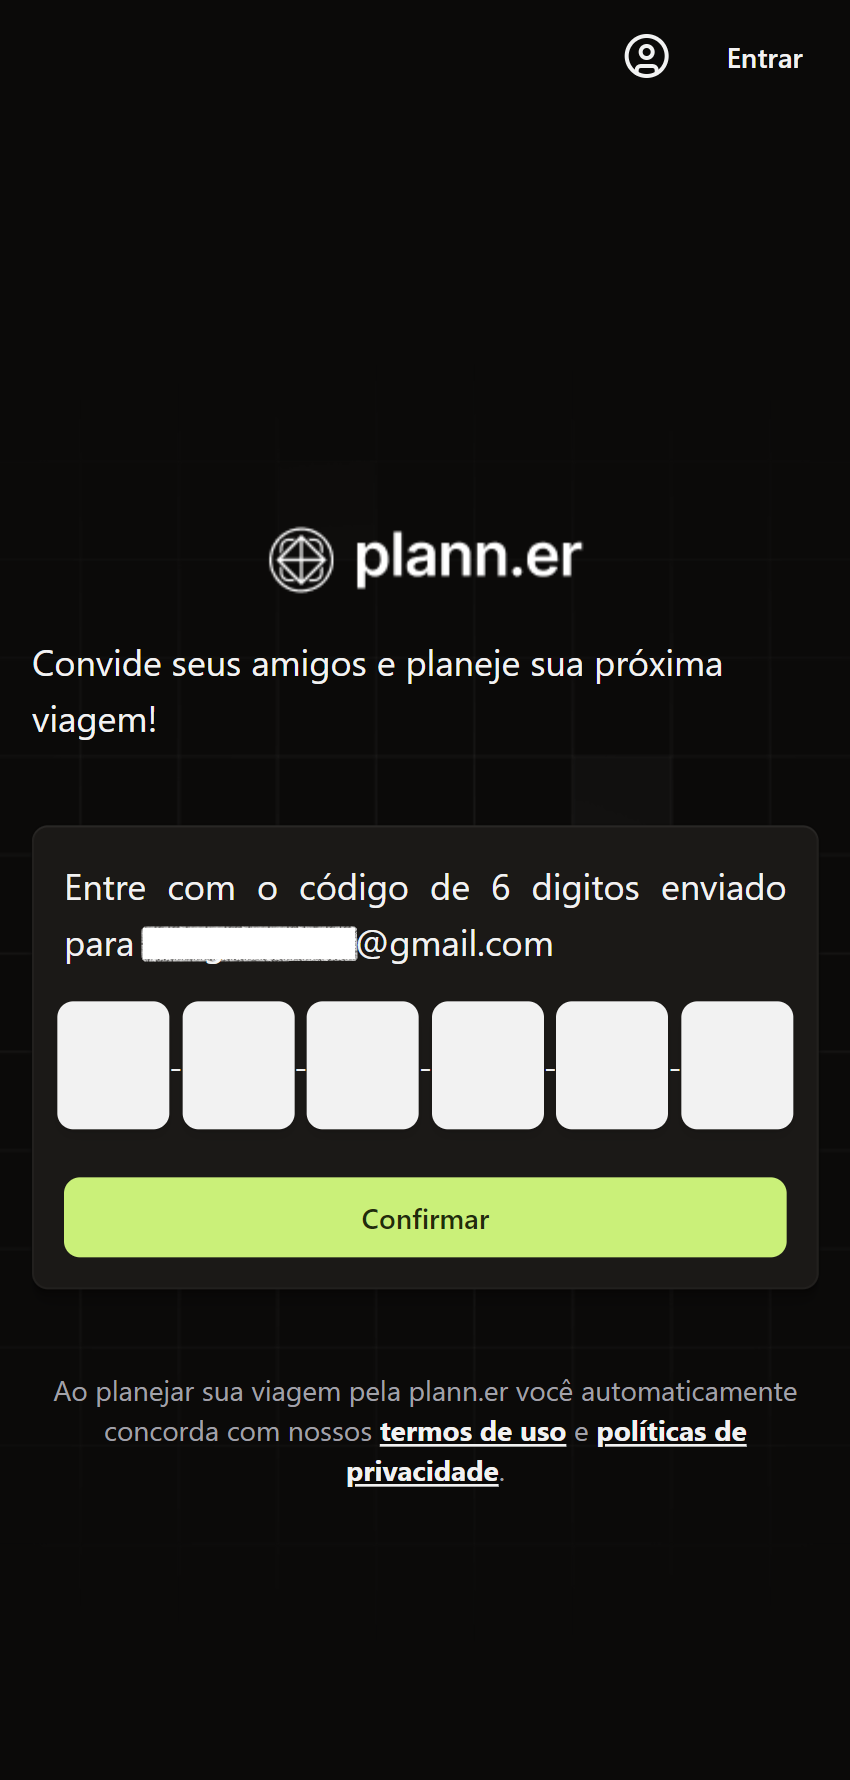 Entrar
plann.er
Convide seus amigos e planeje sua próxima
viagem!
Entre com o código de 6 digitos enviado
para @gmail.com
- - - - -
Confirmar
Ao planejar sua viagem pela plann.er você automaticamente
concorda com nossos termos de uso e políticas de
privacidade.